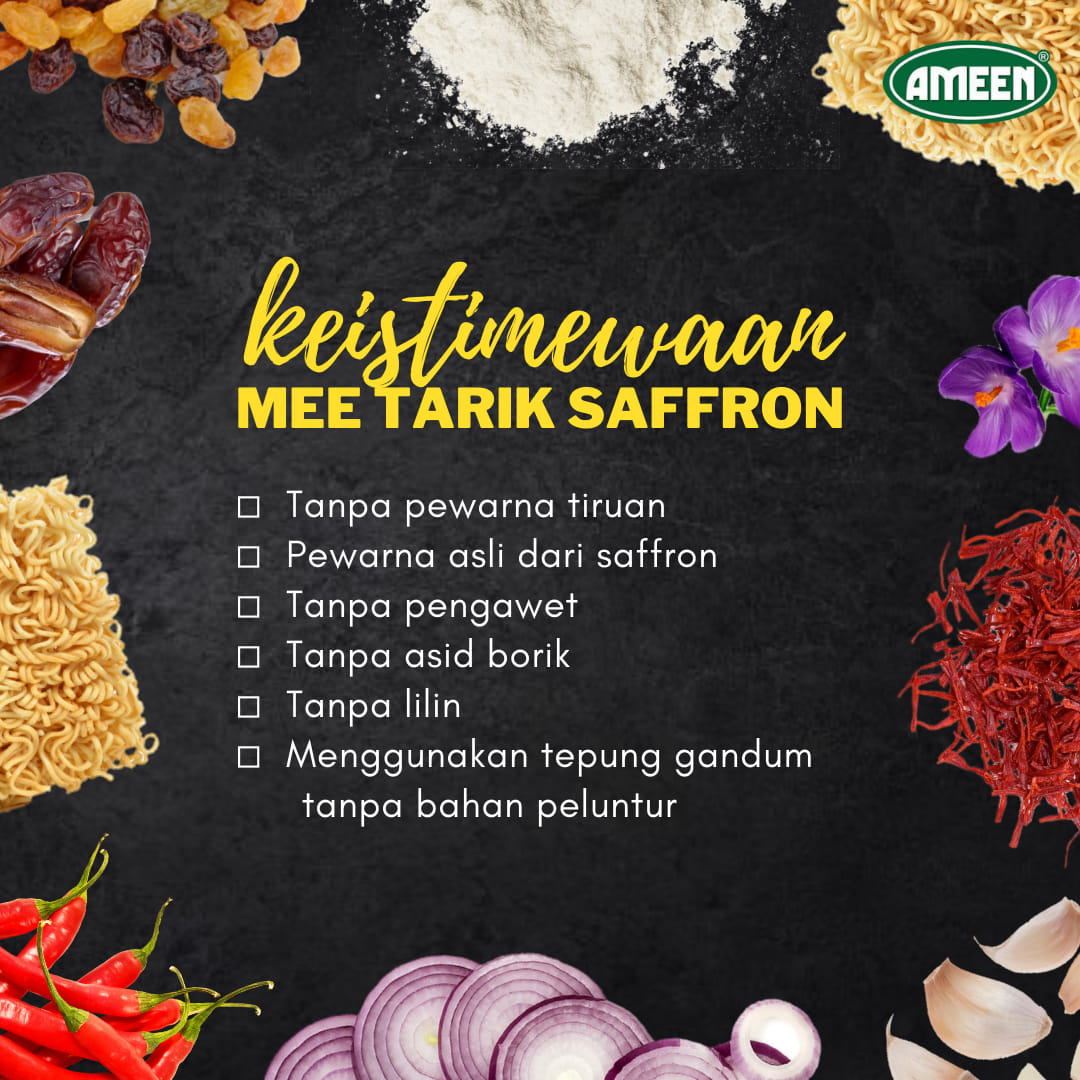 AMEEN®
keistimewaan
MEE TARIK SAFFRON
☐ Tanpa pewarna tiruan
☐ Pewarna asli dari saffron
☐ Tanpa pengawet
☐ Tanpa asid borik
☐ Tanpa lilin
☐ Menggunakan tepung gandum
tanpa bahan peluntur